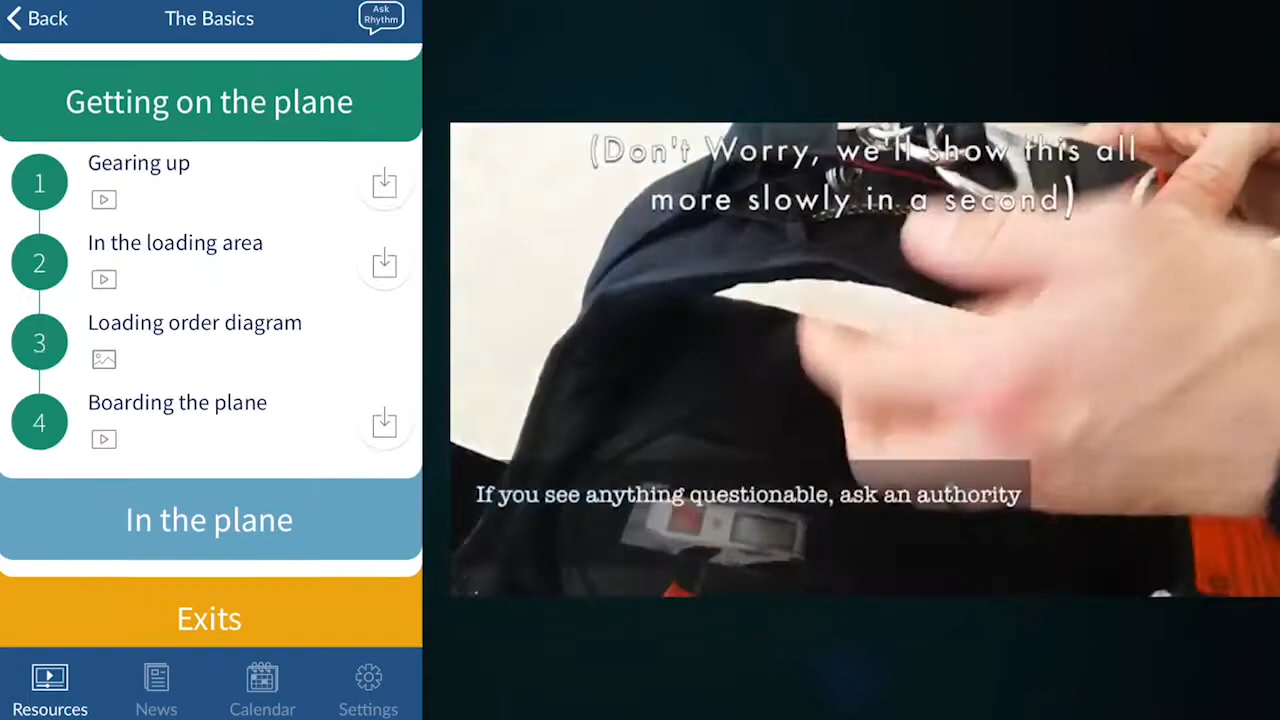 Back
The Basics
Ask
Rhythm
Getting on the plane
1
Gearing up
2
In the loading area
3
Loading order diagram
4
Boarding the plane
In the plane
Exits
Resources
News
Calendar
Settings
(Don't Worry, we'll show this all
more slowly in a second)
If you see anything questionable, ask an authority